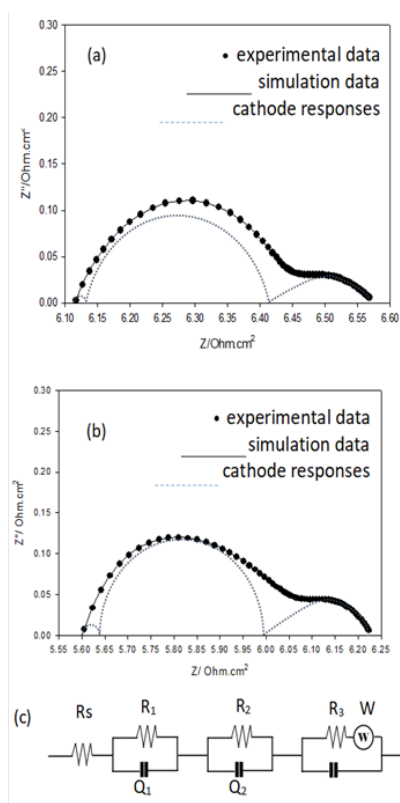 (a)
• experimental data
simulation data
cathode responses
Z''/Ohm.cm²
0.30
0.25
0.20
0.15
0.10
0.05
0.00
6.10 6.15 6.20 6.25 6.30 6.35 6.40 6.45 6.50 6.55 6.60
Z/Ohm.cm²
(b)
• experimental data
simulation data
cathode responses
Z''/ Ohm.cm²
0.30
0.25
0.20
0.15
0.10
0.05
0.00
5.55 5.60 5.65 5.70 5.75 5.80 5.85 5.90 5.95 6.00 6.05 6.10 6.15 6.20 6.25
Z/ Ohm.cm²
(c)
Rs R₁ R₂ R₃ W
W
Q₁ Q₂